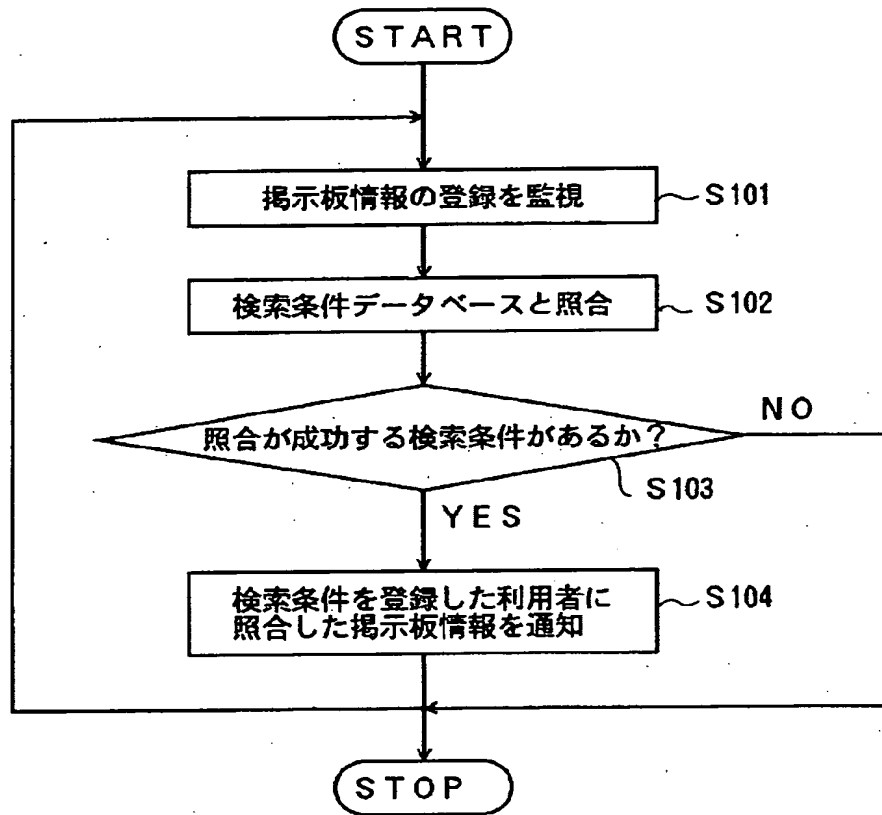 START
掲示板情報の登録を監視
S101
検索条件データベースと照合
S102
照合が成功する検索条件があるか?
NO
S103
YES
検索条件を登録した利用者に
照合した掲示板情報を通知
S104
STOP